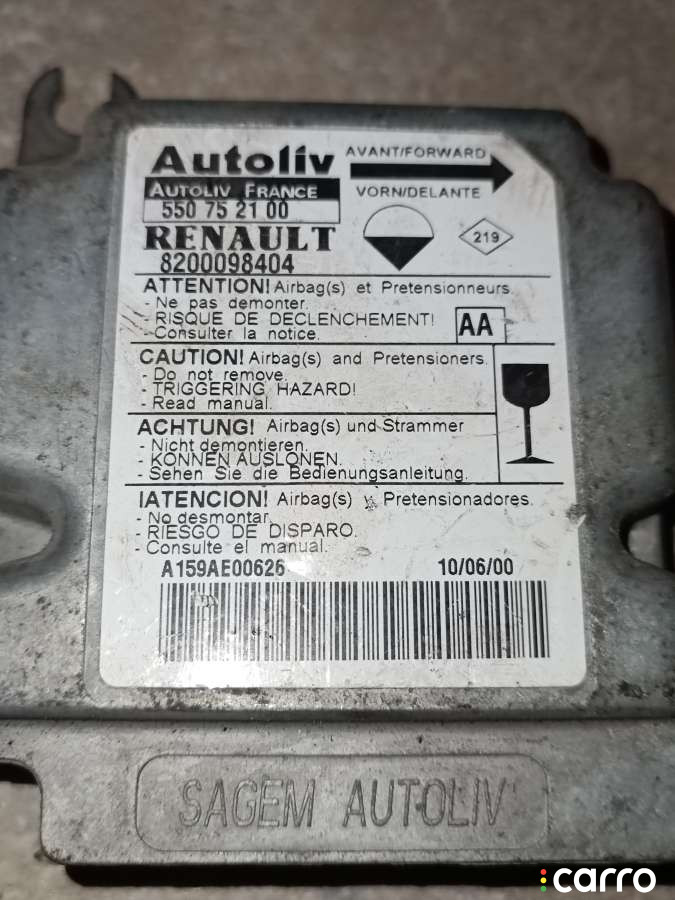 Autoliv
AVANT/FORWARD
AUTOLIV FRANCE
VORN/DELANTE
550 75 21 00
RENAULT
219
8200098404
ATTENTION! Airbag(s) et Pretensionneurs.
- Ne pas demonter.
- RISQUE DE DECLENCHEMENT!
- Consulter la notice.
AA
CAUTION! Airbag(s) and Pretensioners.
- Do not remove.
- TRIGGERING HAZARD!
- Read manual.
ACHTUNG! Airbag(s) und Strammer
- Nicht demontieren.
- KONNEN AUSLONEN.
- Sehen Sie die Bedienungsanleitung.
IATENCION! Airbag(s) y Pretensionadores.
- No desmontar.
- RIESGO DE DISPARO.
- Consulte el manual.
A159AE00626 10/06/00
SAGEM AUTOLIV
carro